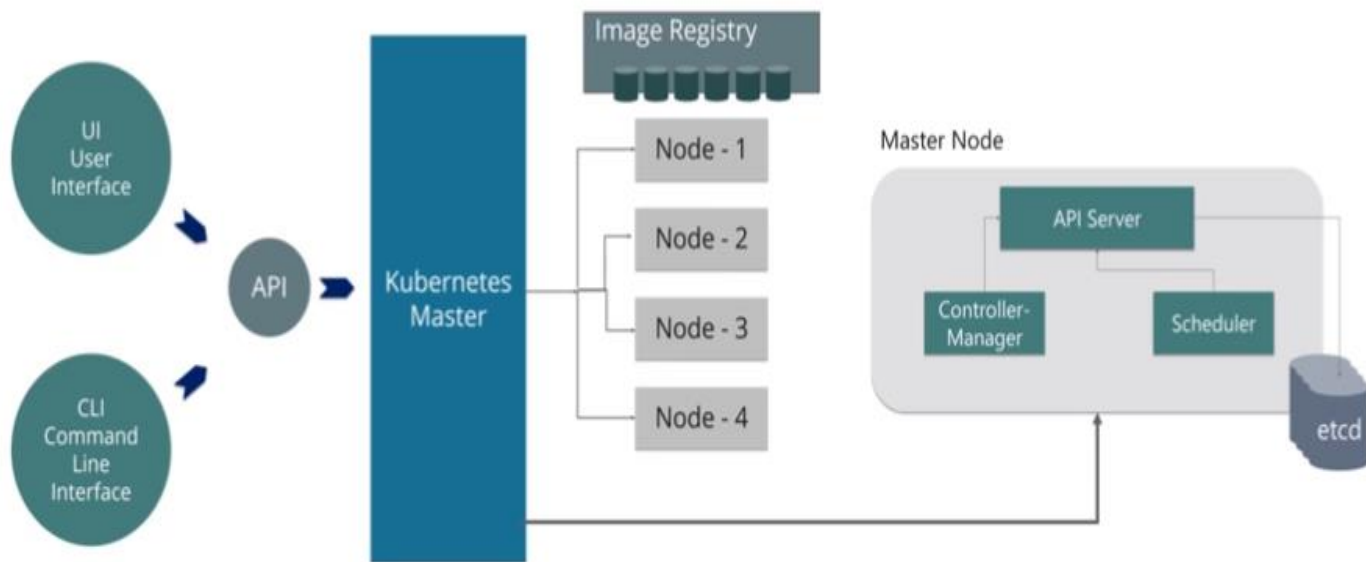 UI
User
Interface
CLI
Command
Line
Interface
API
Kubernetes
Master
Image Registry
Node - 1
Node - 2
Node - 3
Node - 4
Master Node
API Server
Controller-
Manager
Scheduler
etcd